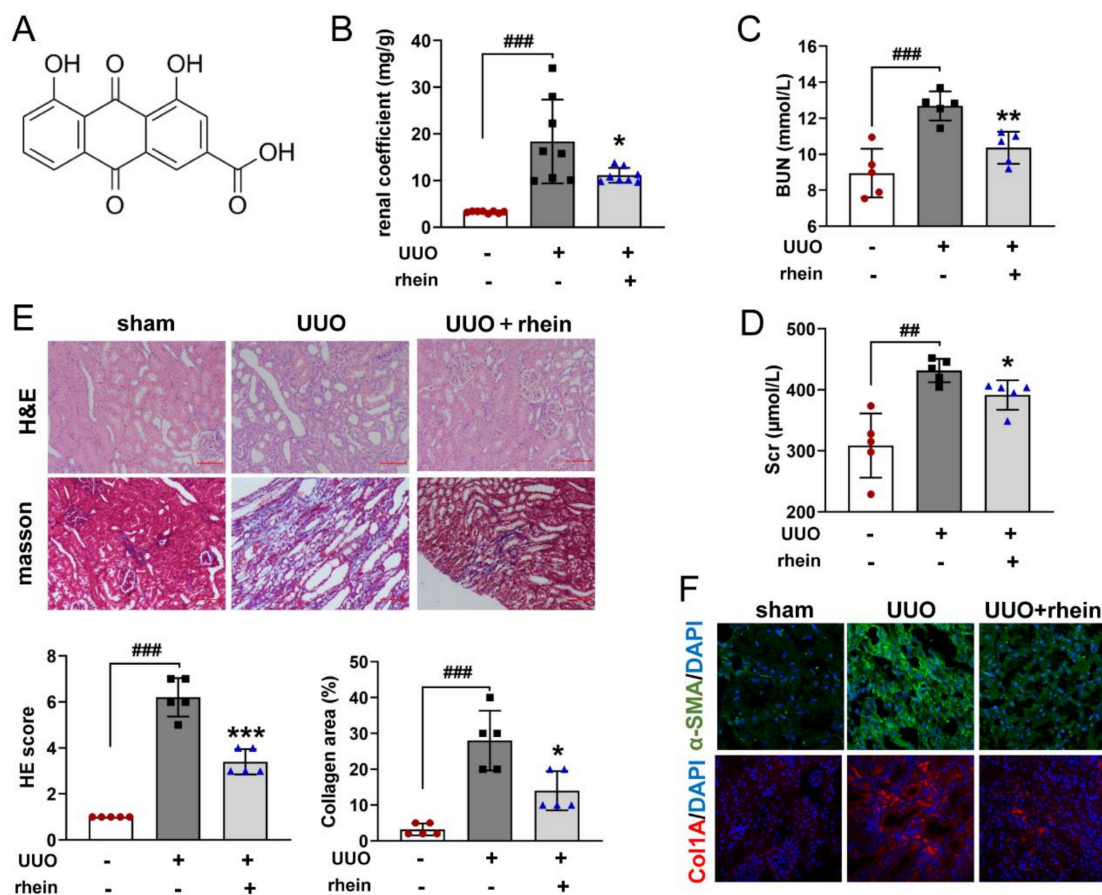 A
OH
O
OH
OH
O
O
B
renal coefficient (mg/g)
40
30
20
10
0
###
*
UUO - + +
rhein - - +
C
BUN (mmol/L)
16
14
12
10
8
6
###
**
UUO - + +
rhein - - +
D
Scr (μmol/L)
500
400
300
200
##
*
UUO - + +
rhein - - +
E
sham UUO UUO + rhein
H&E
masson
HE score
8
6
4
2
0
###
***
UUO - + +
rhein - - +
Collagen area (%)
50
40
30
20
10
0
###
*
UUO - + +
rhein - - +
F
sham UUO UUO+rhein
α-SMA/DAPI
Col1A/DAPI